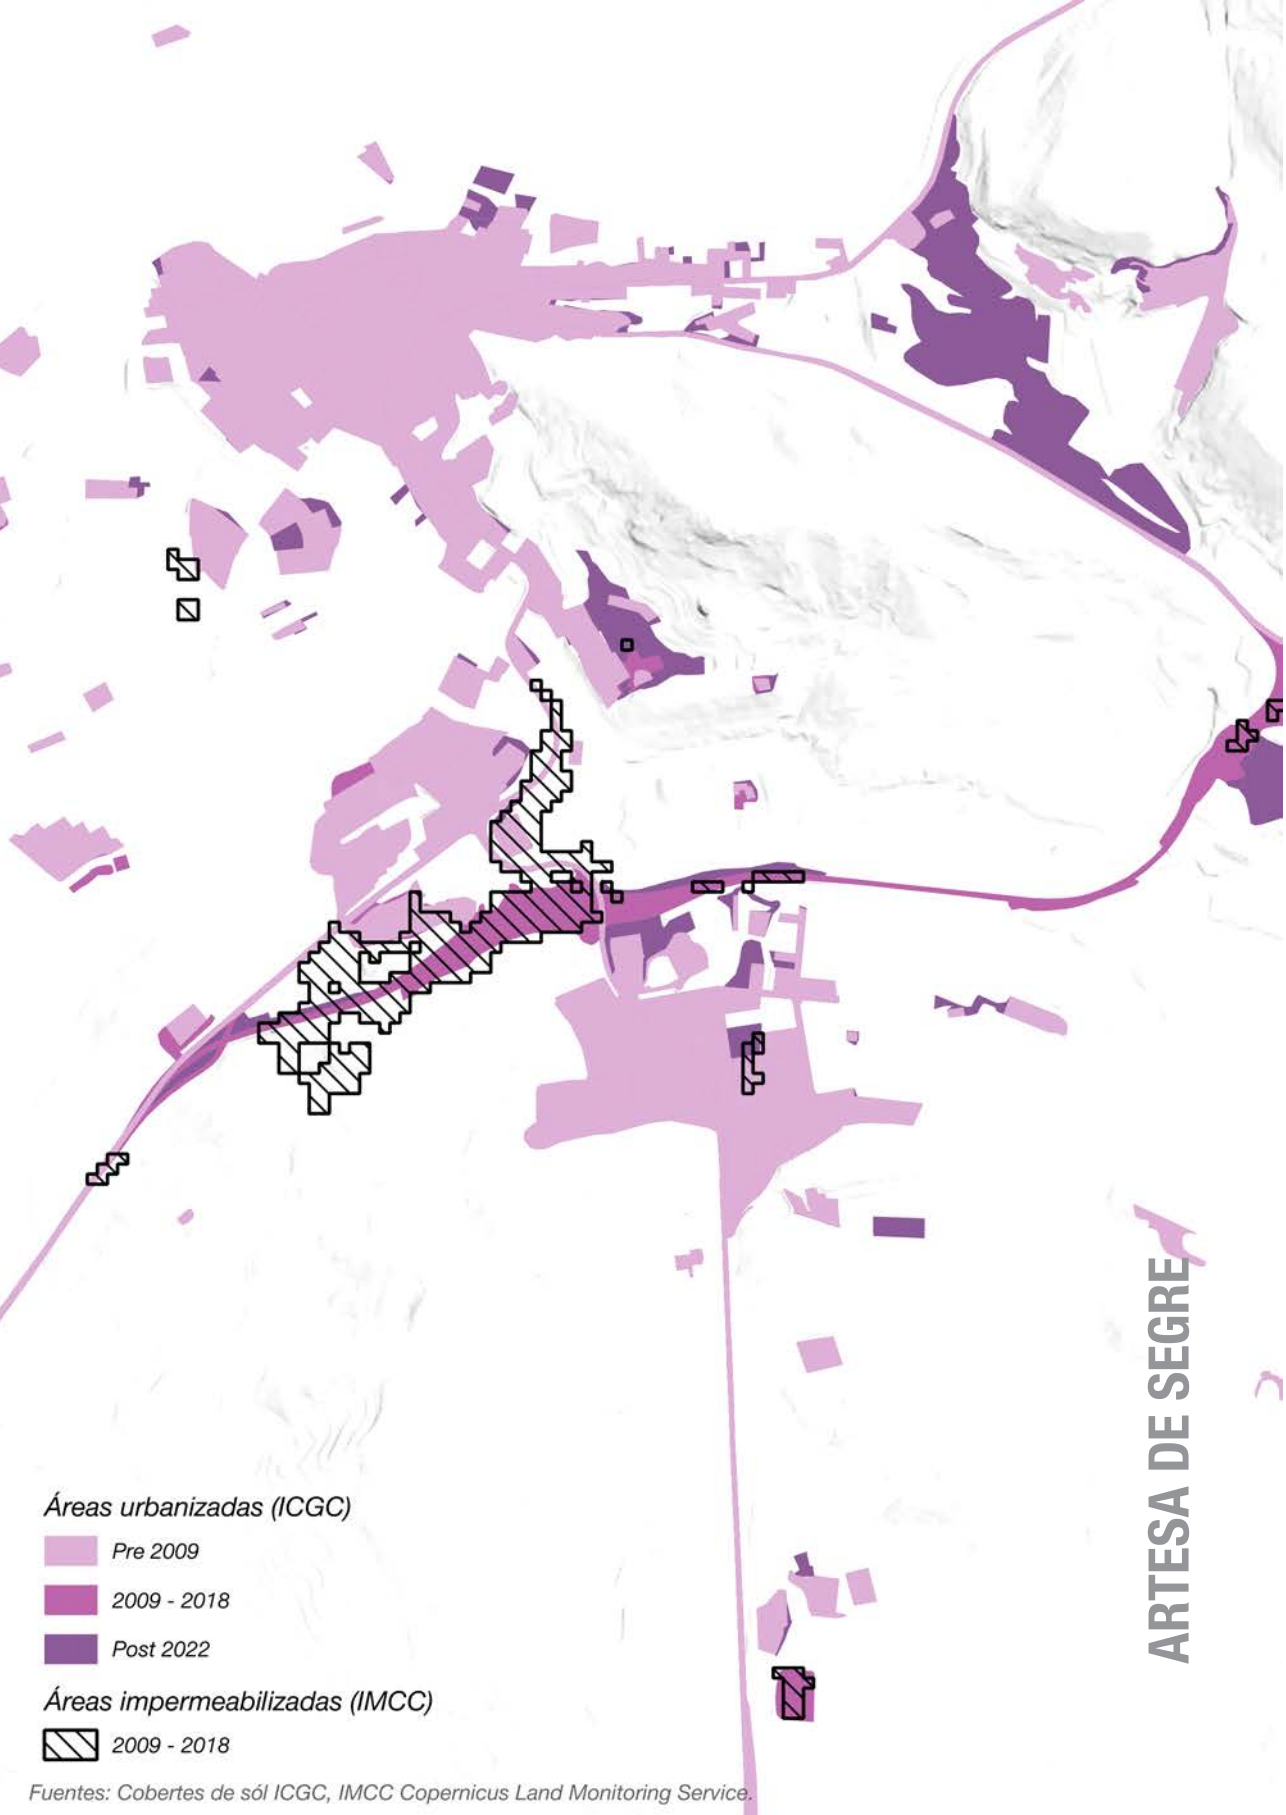 ARTESA DE SEGRE
Áreas urbanizadas (ICGC)
Pre 2009
2009 - 2018
Post 2022
Áreas impermeabilizadas (IMCC)
2009 - 2018
Fuentes: Cobertes de sól ICGC, IMCC Copernicus Land Monitoring Service.